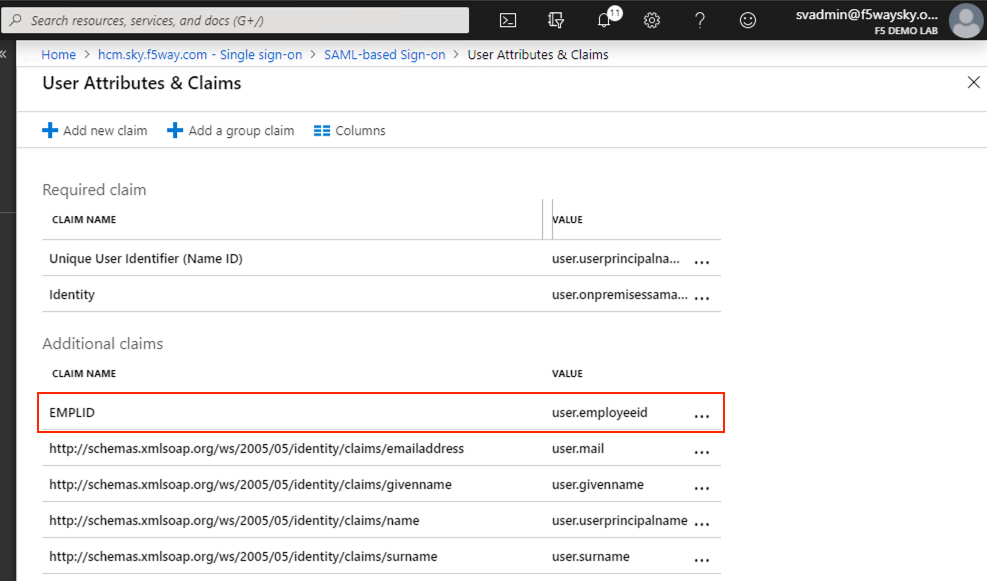 Search resources, services, and docs (G+/)
11
svadmin@f5waysky.o...
F5 DEMO LAB
Home > hcm.sky.f5way.com - Single sign-on > SAML-based Sign-on > User Attributes & Claims
User Attributes & Claims
Add new claim Add a group claim Columns
Required claim
CLAIM NAME VALUE
Unique User Identifier (Name ID) user.userprincipalna... ...
Identity user.onpremisessama... ...
Additional claims
CLAIM NAME VALUE
EMPLID user.employeeid ...
http://schemas.xmlsoap.org/ws/2005/05/identity/claims/emailaddress user.mail ...
http://schemas.xmlsoap.org/ws/2005/05/identity/claims/givenname user.givenname ...
http://schemas.xmlsoap.org/ws/2005/05/identity/claims/name user.userprincipalname ...
http://schemas.xmlsoap.org/ws/2005/05/identity/claims/surname user.surname ...